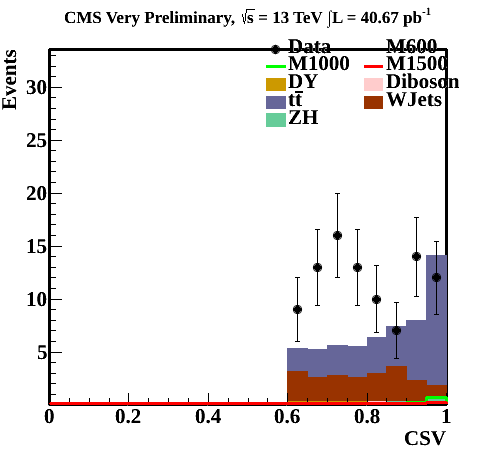 CMS Very Preliminary, √s = 13 TeV ∫L = 40.67 pb⁻¹
Data M600
M1000 M1500
DY Diboson
tt̄ WJets
ZH
Events
30
25
20
15
10
5
0 0.2 0.4 0.6 0.8 1
CSV